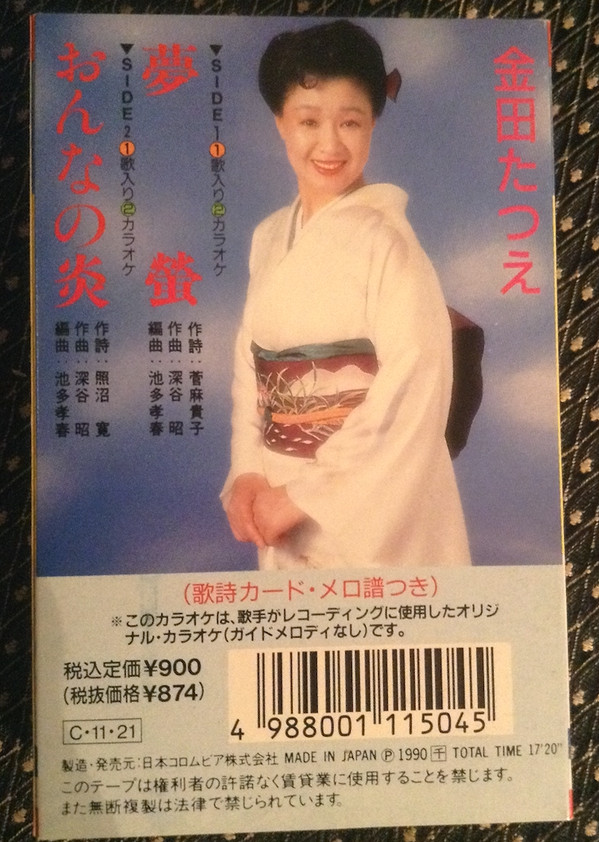 金田たつえ
▼SIDE 1 ①歌入り ②カラオケ
夢螢
作詩：菅麻貴子
作曲：深谷 昭
編曲：池多孝春
▼SIDE 2 ①歌入り ②カラオケ
おんなの炎
作詩：照沼 寛
作曲：深谷 昭
編曲：池多孝春
(歌詩カード・メロ譜つき)
※このカラオケは、歌手がレコーディングに使用したオリジ
ナル・カラオケ(ガイドメロディなし)です。
税込定価¥900
(税抜価格¥874)
C・11・21
4 988001 115045
製造・発売元:日本コロムビア株式会社 MADE IN JAPAN Ⓟ 1990 千 TOTAL TIME 17'20"
このテープは権利者の許諾なく賃貸業に使用することを禁じます。
また無断複製は法律で禁じられています。